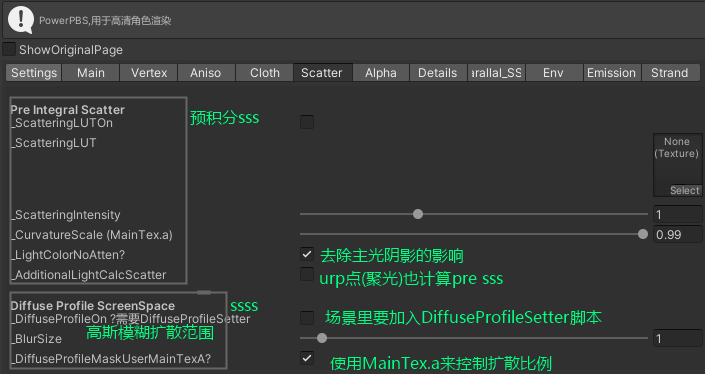 PowerPBS,用于高清角色渲染
ShowOriginalPage
Settings Main Vertex Aniso Cloth Scatter Alpha Details arallal_SS Env Emission Strand
Pre Integral Scatter
预积分sss
_ScatteringLUTOn
_ScatteringLUT
None
(Texture)
Select
_ScatteringIntensity 1
_CurvatureScale (MainTex.a) 0.99
_LightColorNoAtten? 去除主光阴影的影响
_AdditionalLightCalcScatter urp点(聚光)也计算pre sss
Diffuse Profile ScreenSpace ssss
_DiffuseProfileOn ?需要DiffuseProfileSetter 场景里要加入DiffuseProfileSetter脚本
高斯模糊扩散范围
_BlurSize 1
_DiffuseProfileMaskUserMainTexA? 使用MainTex.a来控制扩散比例